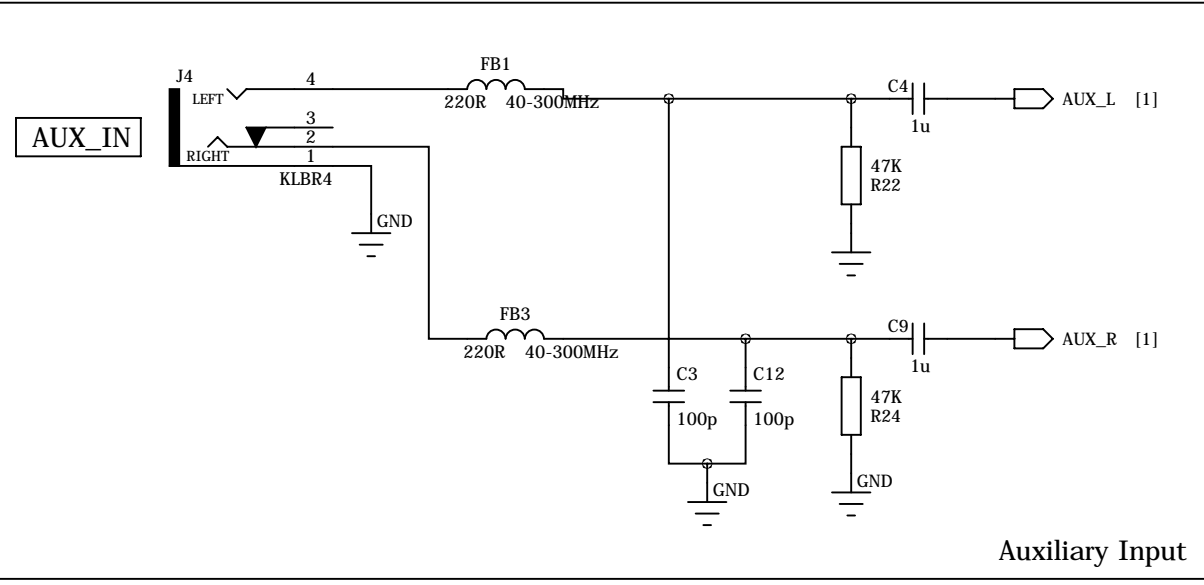 J4
LEFT
4
FB1
220R 40-300MHz
C4
1u
AUX_L [1]
AUX_IN
3
2
RIGHT
1
KLBR4
GND
47K
R22
FB3
220R 40-300MHz
C9
1u
AUX_R [1]
C3
100p
C12
100p
47K
R24
GND
GND
Auxiliary Input